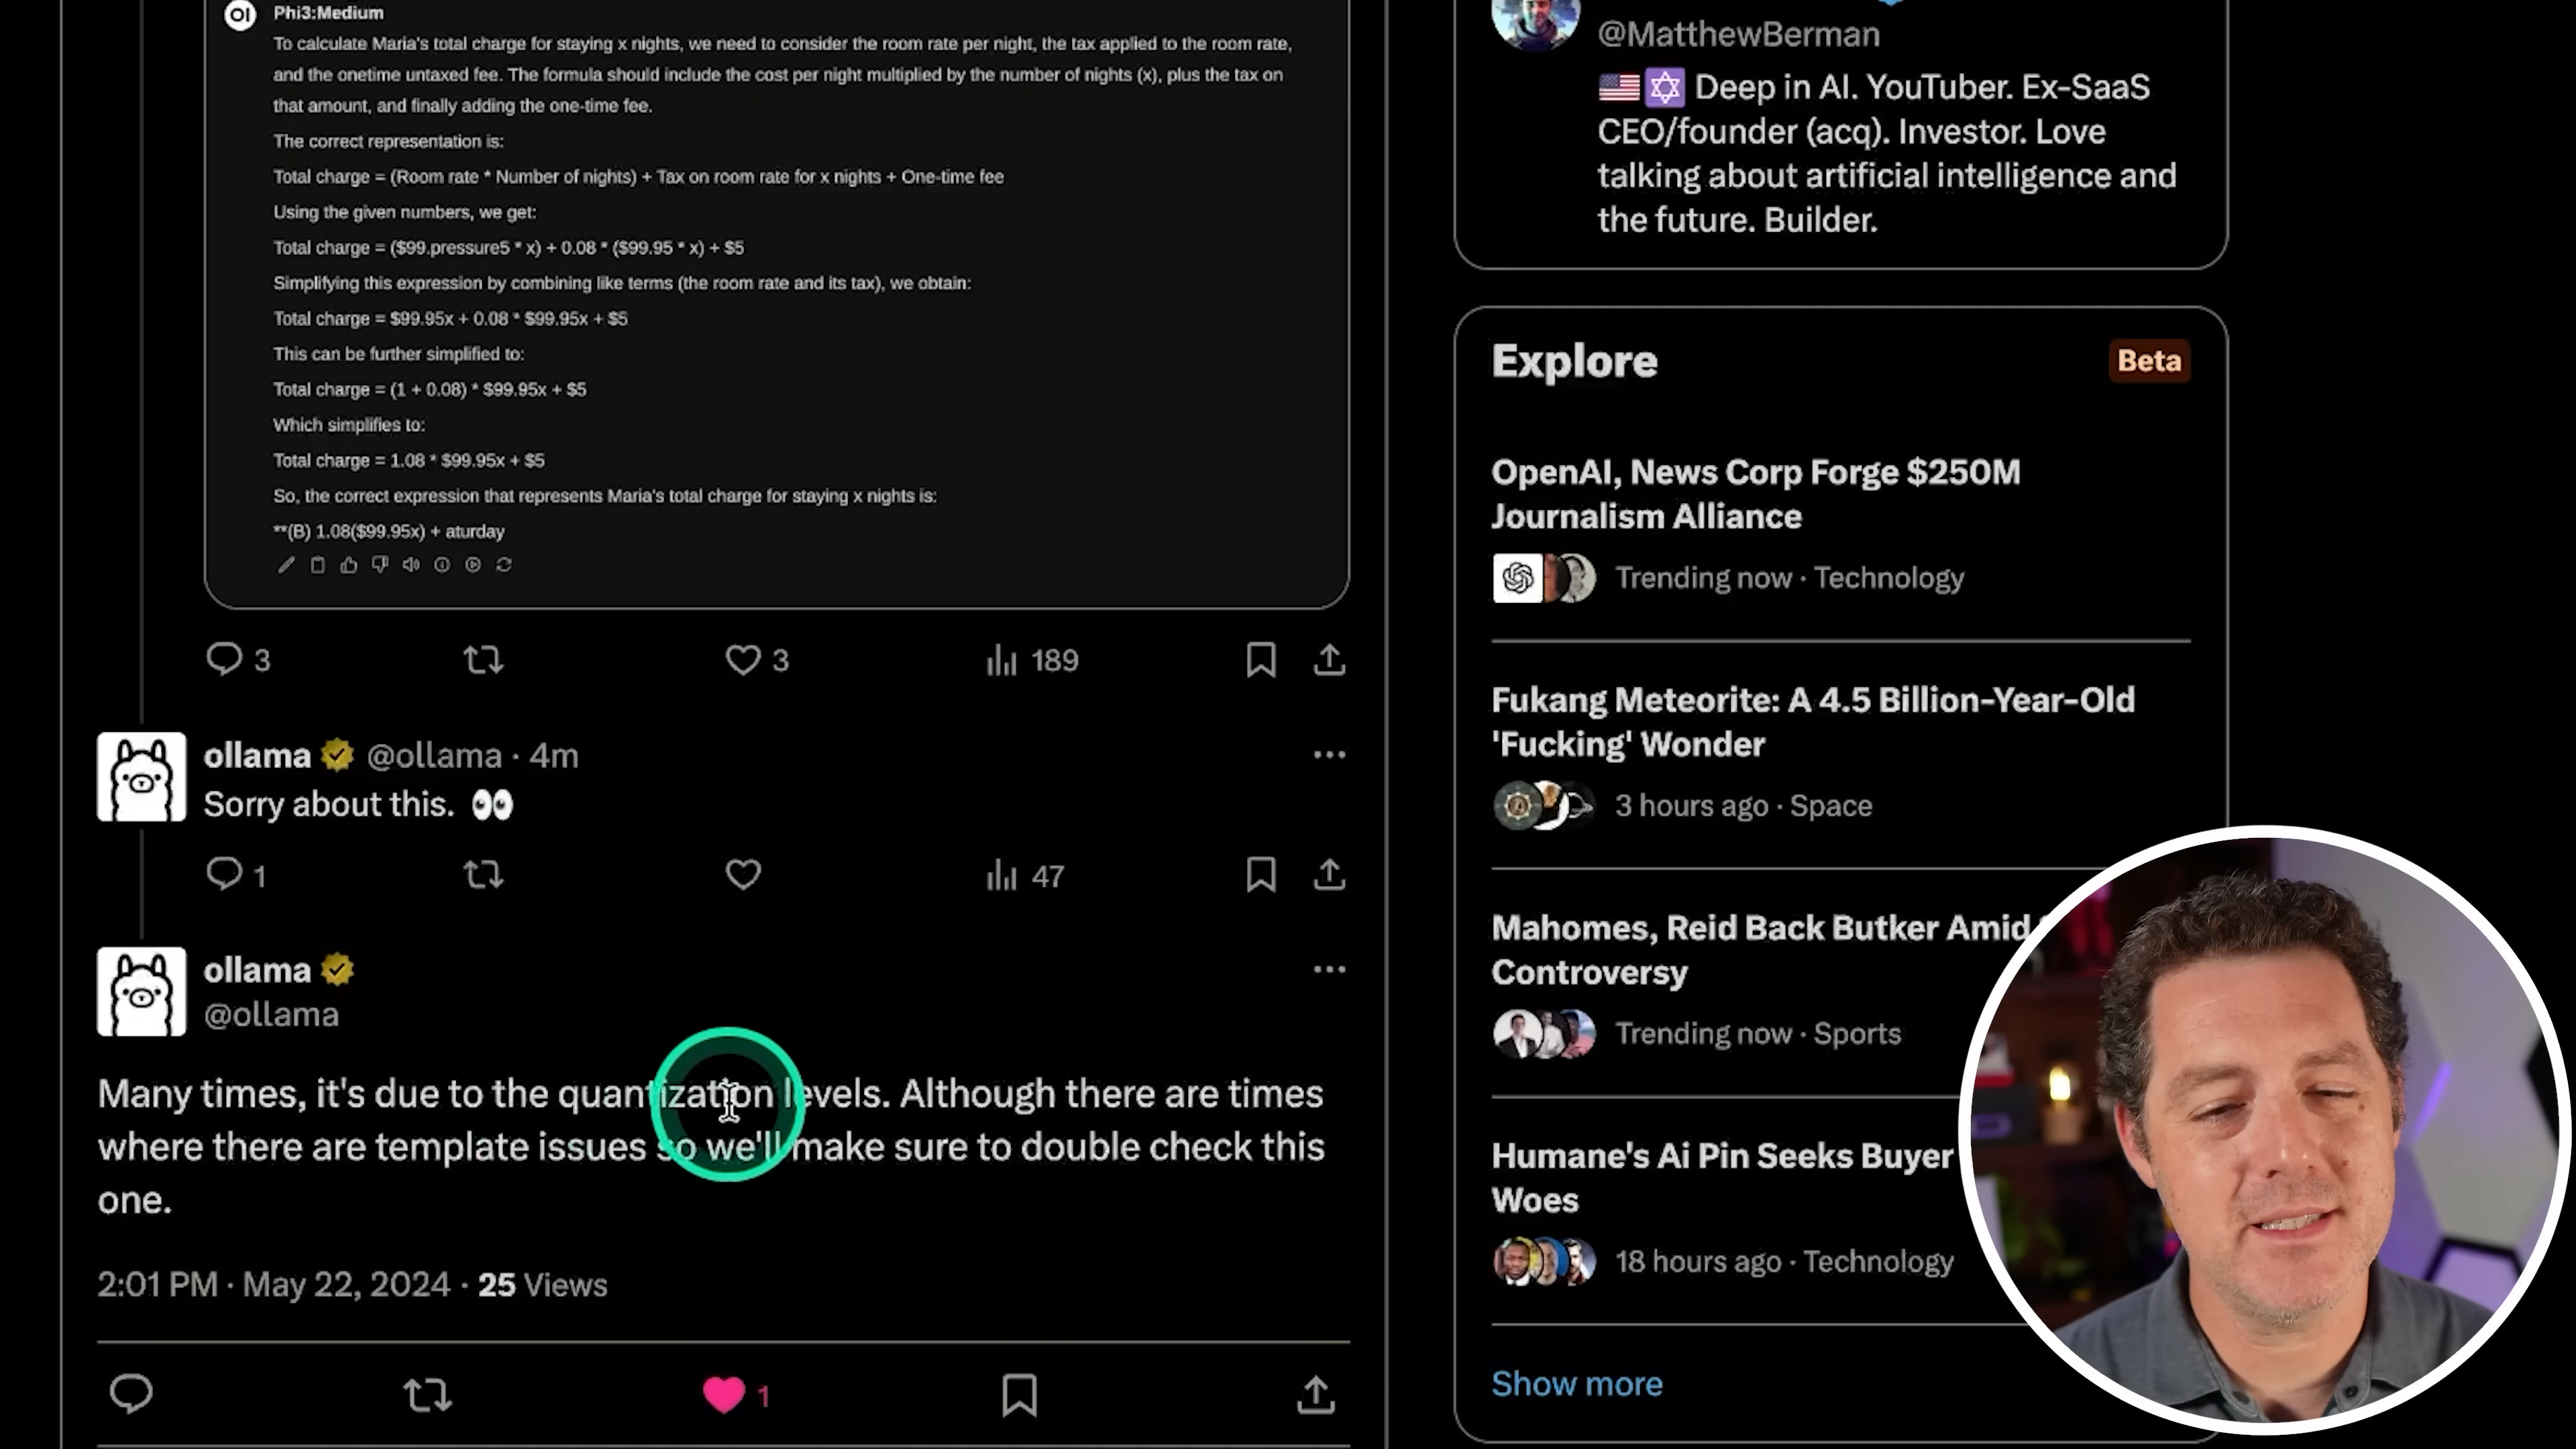 Phi3:Medium
To calculate Maria's total charge for staying x nights, we need to consider the room rate per night, the tax applied to the room rate,
and the onetime untaxed fee. The formula should include the cost per night multiplied by the number of nights (x), plus the tax on
that amount, and finally adding the one-time fee.
The correct representation is:
Total charge = (Room rate * Number of nights) + Tax on room rate for x nights + One-time fee
Using the given numbers, we get:
Total charge = ($99.pressure5 * x) + 0.08 * ($99.95 * x) + $5
Simplifying this expression by combining like terms (the room rate and its tax), we obtain:
Total charge = $99.95x + 0.08 * $99.95x + $5
This can be further simplified to:
Total charge = (1 + 0.08) * $99.95x + $5
Which simplifies to:
Total charge = 1.08 * $99.95x + $5
So, the correct expression that represents Maria's total charge for staying x nights is:
**(B) 1.08($99.95x) + aturday
3 3 189
ollama @ollama · 4m
Sorry about this. 👀
1 47
ollama
@ollama
Many times, it's due to the quantization levels. Although there are times
where there are template issues so we'll make sure to double check this
one.
2:01 PM · May 22, 2024 · 25 Views
1
@MatthewBerman
🇺🇸🔯 Deep in AI. YouTuber. Ex-SaaS
CEO/founder (acq). Investor. Love
talking about artificial intelligence and
the future. Builder.
Explore Beta
OpenAI, News Corp Forge $250M
Journalism Alliance
Trending now · Technology
Fukang Meteorite: A 4.5 Billion-Year-Old
'Fucking' Wonder
3 hours ago · Space
Mahomes, Reid Back Butker Amid
Controversy
Trending now · Sports
Humane's Ai Pin Seeks Buyer
Woes
18 hours ago · Technology
Show more